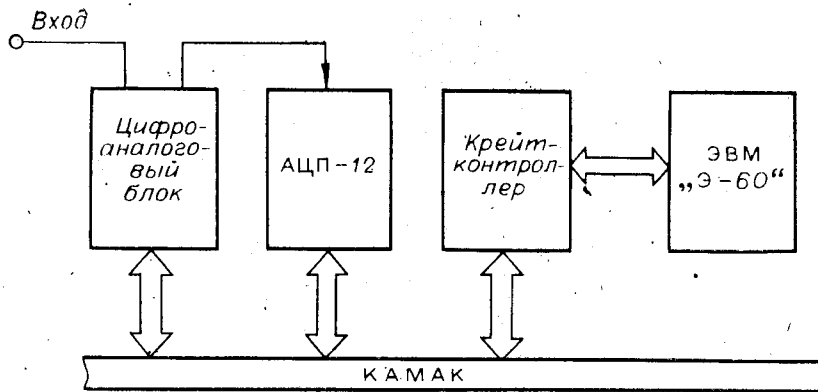 Вход
Цифро-
аналого-
вый
блок
АЦП-12
Крейт-
контрол-
лер
ЭВМ
„Э-60“
КАМАК